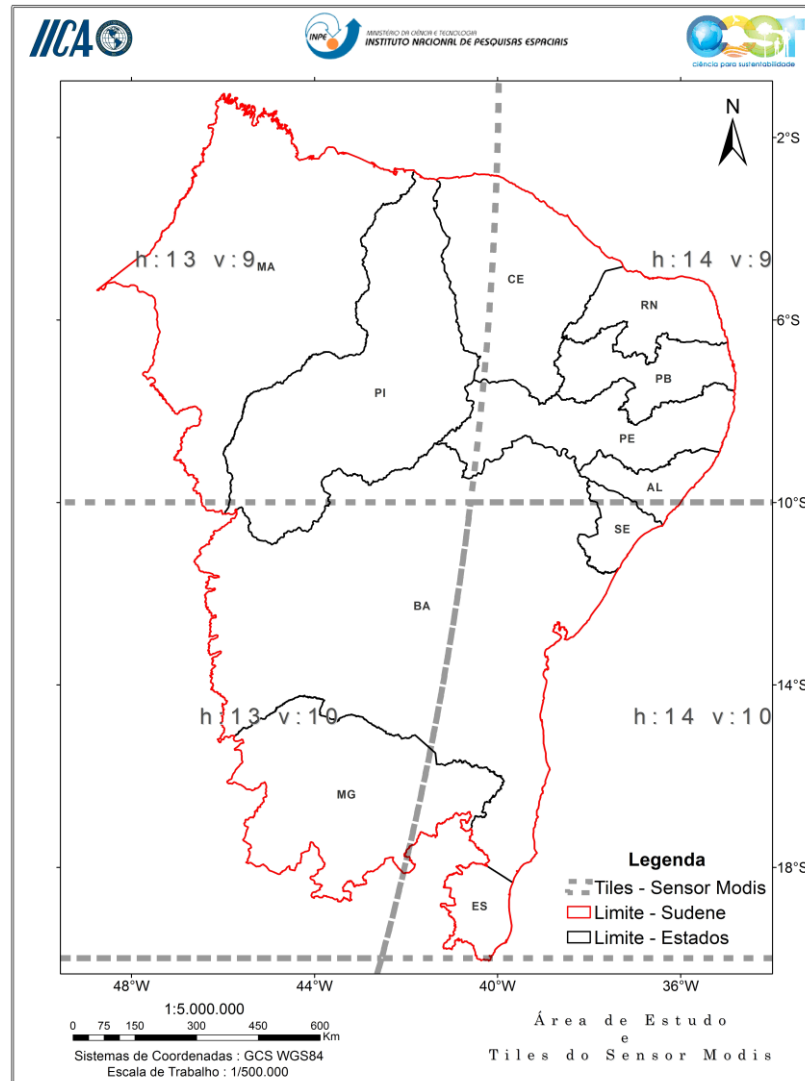 IICA
INPE
MINISTÉRIO DA CIÊNCIA E TECNOLOGIA
INSTITUTO NACIONAL DE PESQUISAS ESPACIAIS
CCST
ciência para sustentabilidade
N
2°S
h:13 v:9
MA
CE
h:14 v:9
RN
6°S
PI
PB
PE
AL
10°S
SE
BA
14°S
h:13 v:10
h:14 v:10
MG
18°S
ES
Legenda
Tiles - Sensor Modis
Limite - Sudene
Limite - Estados
48°W 44°W 40°W 36°W
1:5.000.000
0 75 150 300 450 600
Km
Sistemas de Coordenadas : GCS WGS84
Escala de Trabalho : 1/500.000
Área de Estudo
e
Tiles do Sensor Modis